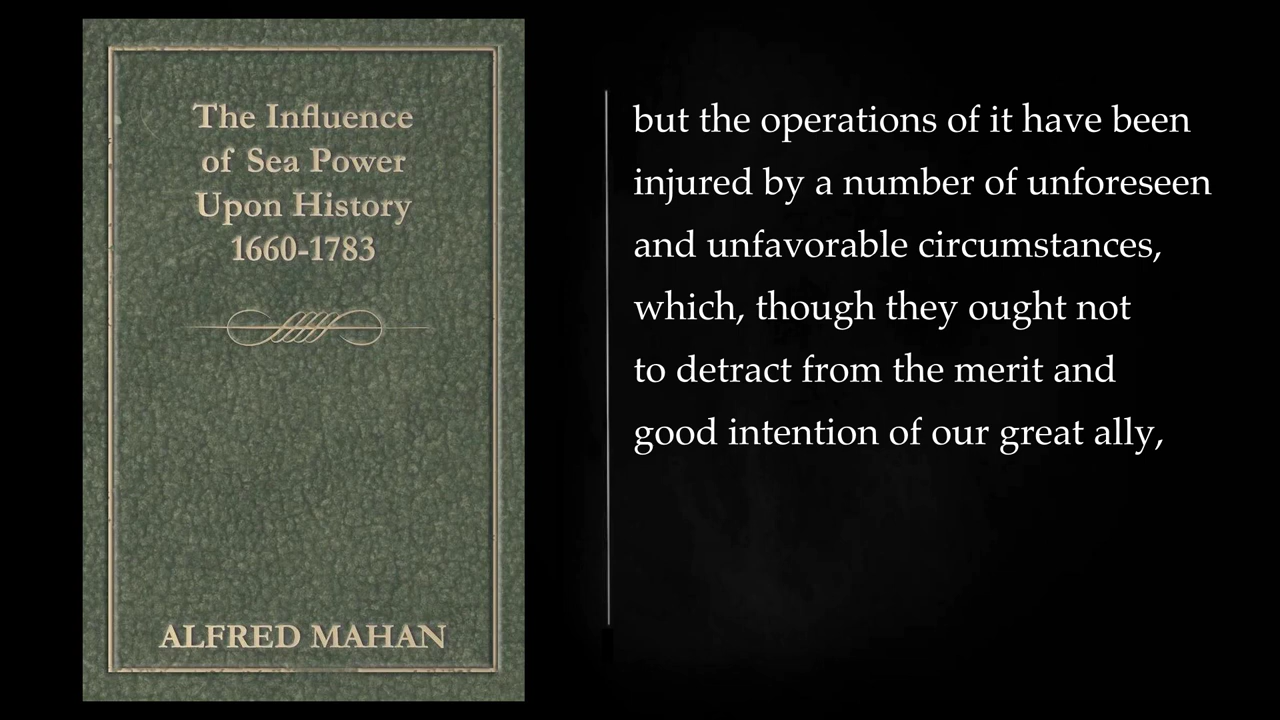 The Influence
of Sea Power
Upon History
1660-1783
ALFRED MAHAN
but the operations of it have been
injured by a number of unforeseen
and unfavorable circumstances,
which, though they ought not
to detract from the merit and
good intention of our great ally,